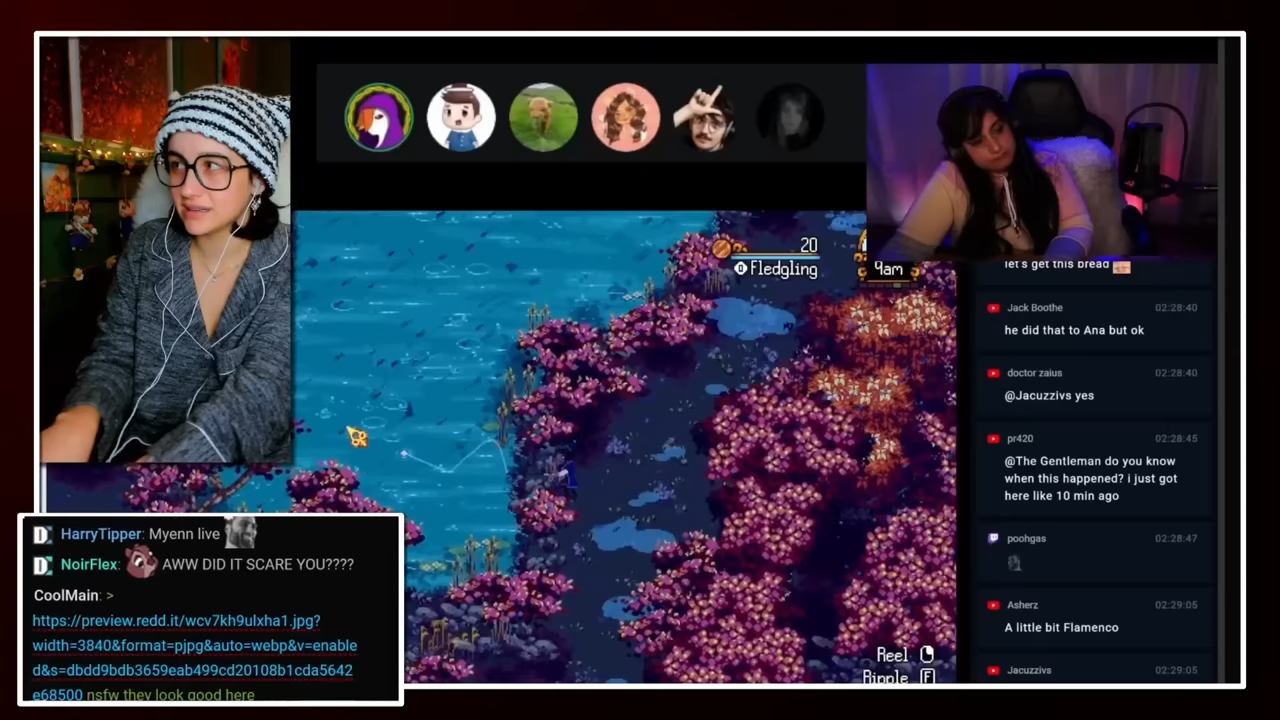 20
Fledgling
9am
Reel
Ripple [F]
let's get this bread
Jack Boothe 02:28:40
he did that to Ana but ok
doctor zaius 02:28:40
@Jacuzzivs yes
pr420 02:28:45
@The Gentleman do you know
when this happened? i just got
here like 10 min ago
poohgas 02:28:47
Asherz 02:29:05
A little bit Flamenco
Jacuzzivs 02:29:05
D HarryTipper: Myenn live
D NoirFlex: AWW DID IT SCARE YOU????
CoolMain: >
https://preview.redd.it/wcv7kh9ulxha1.jpg?
width=3840&format=pjpg&auto=webp&v=enable
d&s=dbdd9bdb3659eab499cd20108b1cda5642
e68500 nsfw they look good here